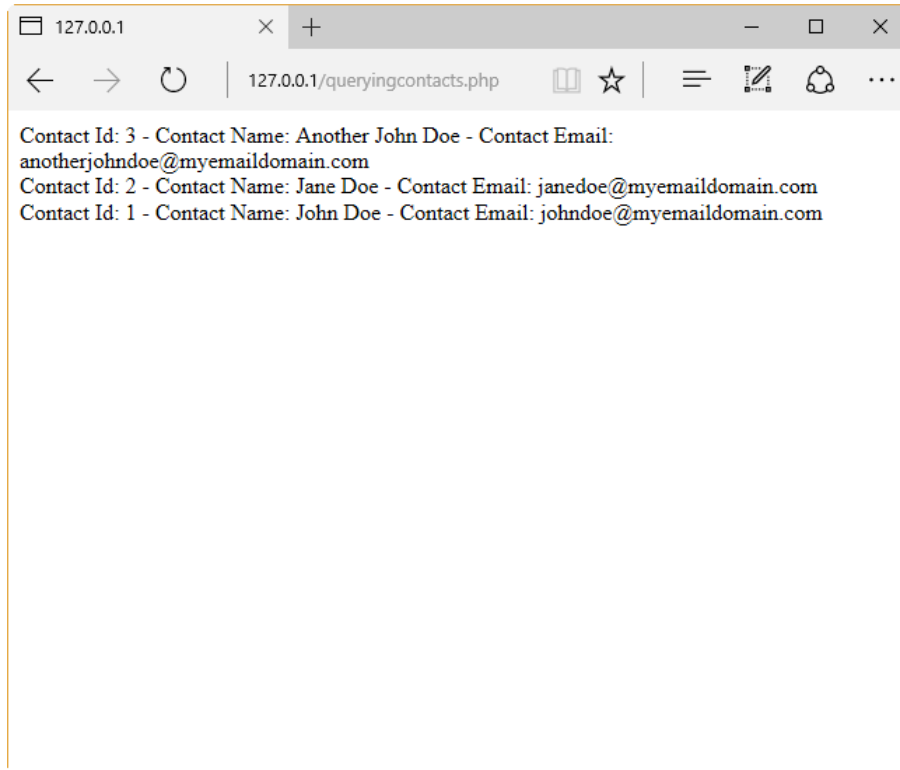 127.0.0.1
127.0.0.1/queryingcontacts.php
Contact Id: 3 - Contact Name: Another John Doe - Contact Email:
anotherjohndoe@myemaildomain.com
Contact Id: 2 - Contact Name: Jane Doe - Contact Email: janedoe@myemaildomain.com
Contact Id: 1 - Contact Name: John Doe - Contact Email: johndoe@myemaildomain.com